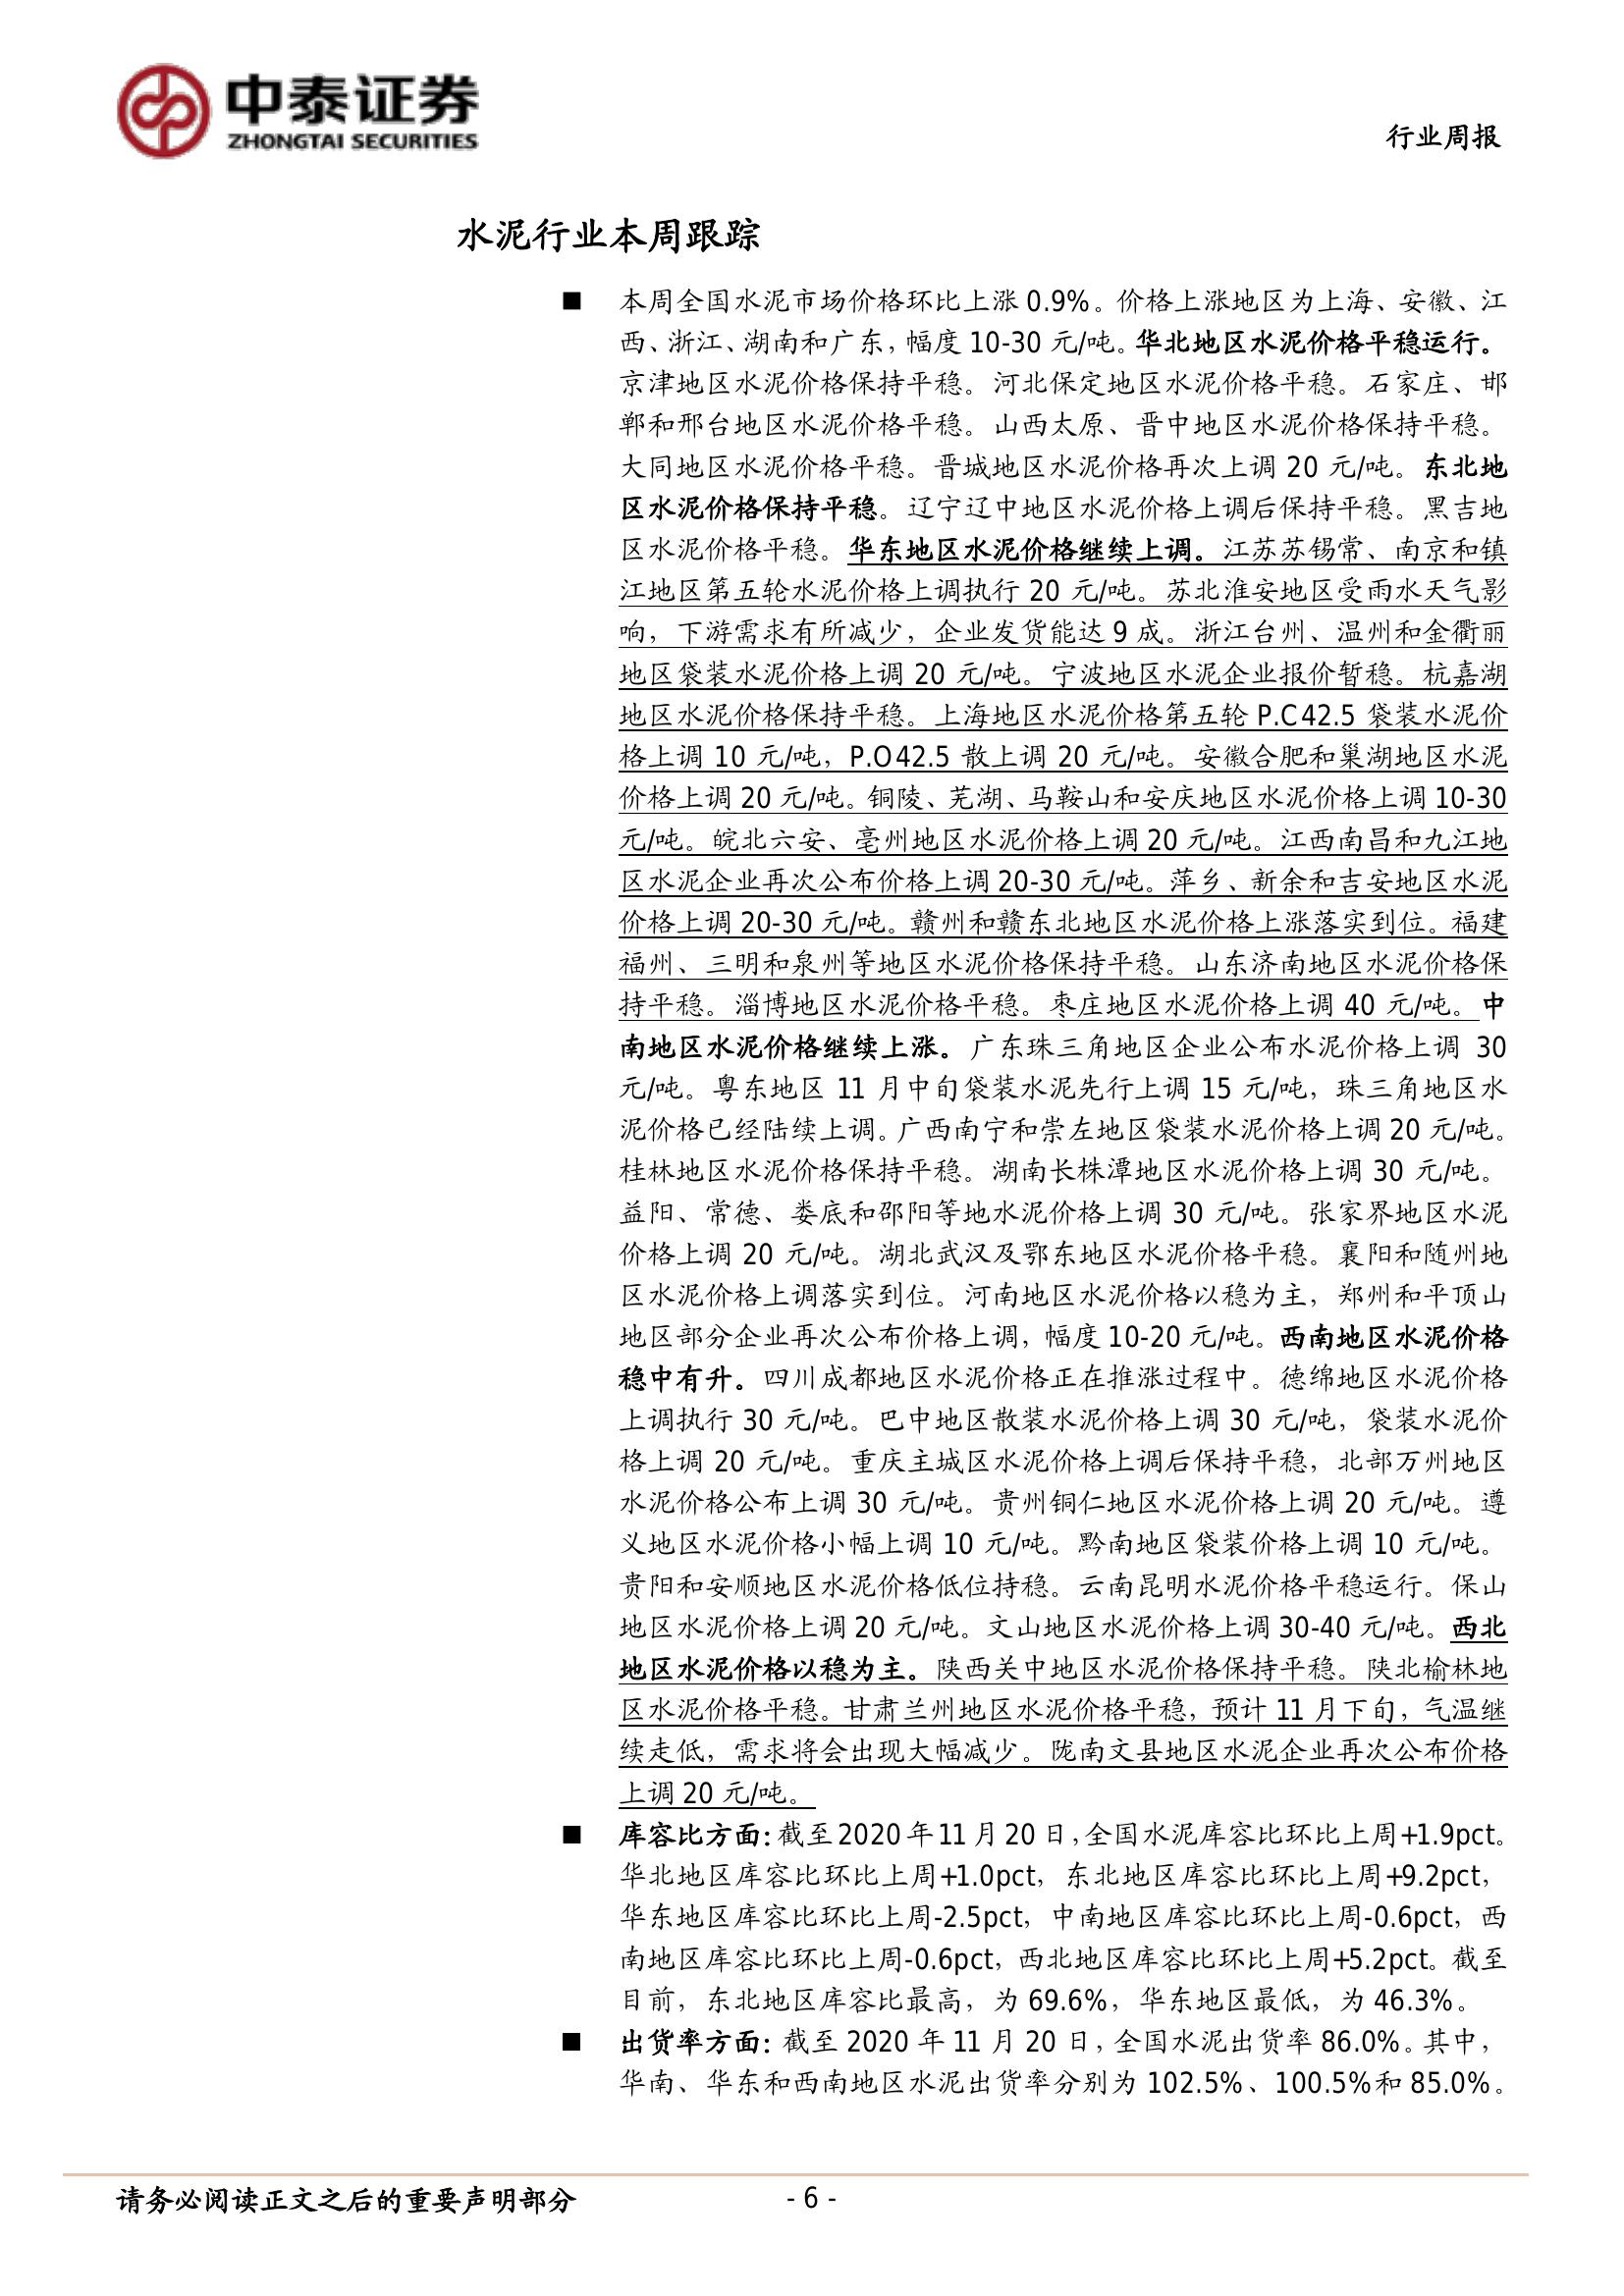 中泰证券
ZHONGTAI SECURITIES
行业周报
水泥行业本周跟踪
■ 本周全国水泥市场价格环比上涨 0.9%。价格上涨地区为上海、安徽、江
西、浙江、湖南和广东，幅度 10-30 元/吨。华北地区水泥价格平稳运行。
京津地区水泥价格保持平稳。河北保定地区水泥价格平稳。石家庄、邯
郸和邢台地区水泥价格平稳。山西太原、晋中地区水泥价格保持平稳。
大同地区水泥价格平稳。晋城地区水泥价格再次上调 20 元/吨。东北地
区水泥价格保持平稳。辽宁辽中地区水泥价格上调后保持平稳。黑吉地
区水泥价格平稳。华东地区水泥价格继续上调。江苏苏锡常、南京和镇
江地区第五轮水泥价格上调执行 20 元/吨。苏北淮安地区受雨水天气影
响，下游需求有所减少，企业发货能达 9 成。浙江台州、温州和金衢丽
地区袋装水泥价格上调 20 元/吨。宁波地区水泥企业报价暂稳。杭嘉湖
地区水泥价格保持平稳。上海地区水泥价格第五轮 P.C42.5 袋装水泥价
格上调 10 元/吨，P.O42.5 散上调 20 元/吨。安徽合肥和巢湖地区水泥
价格上调 20 元/吨。铜陵、芜湖、马鞍山和安庆地区水泥价格上调 10-30
元/吨。皖北六安、亳州地区水泥价格上调 20 元/吨。江西南昌和九江地
区水泥企业再次公布价格上调 20-30 元/吨。萍乡、新余和吉安地区水泥
价格上调 20-30 元/吨。赣州和赣东北地区水泥价格上涨落实到位。福建
福州、三明和泉州等地区水泥价格保持平稳。山东济南地区水泥价格保
持平稳。淄博地区水泥价格平稳。枣庄地区水泥价格上调 40 元/吨。中
南地区水泥价格继续上涨。广东珠三角地区企业公布水泥价格上调 30
元/吨。粤东地区 11 月中旬袋装水泥先行上调 15 元/吨，珠三角地区水
泥价格已经陆续上调。广西南宁和崇左地区袋装水泥价格上调 20 元/吨。
桂林地区水泥价格保持平稳。湖南长株潭地区水泥价格上调 30 元/吨。
益阳、常德、娄底和邵阳等地水泥价格上调 30 元/吨。张家界地区水泥
价格上调 20 元/吨。湖北武汉及鄂东地区水泥价格平稳。襄阳和随州地
区水泥价格上调落实到位。河南地区水泥价格以稳为主，郑州和平顶山
地区部分企业再次公布价格上调，幅度 10-20 元/吨。西南地区水泥价格
稳中有升。四川成都地区水泥价格正在推涨过程中。德绵地区水泥价格
上调执行 30 元/吨。巴中地区散装水泥价格上调 30 元/吨，袋装水泥价
格上调 20 元/吨。重庆主城区水泥价格上调后保持平稳，北部万州地区
水泥价格公布上调 30 元/吨。贵州铜仁地区水泥价格上调 20 元/吨。遵
义地区水泥价格小幅上调 10 元/吨。黔南地区袋装价格上调 10 元/吨。
贵阳和安顺地区水泥价格低位持稳。云南昆明水泥价格平稳运行。保山
地区水泥价格上调 20 元/吨。文山地区水泥价格上调 30-40 元/吨。西北
地区水泥价格以稳为主。陕西关中地区水泥价格保持平稳。陕北榆林地
区水泥价格平稳。甘肃兰州地区水泥价格平稳，预计 11 月下旬，气温继
续走低，需求将会出现大幅减少。陇南文县地区水泥企业再次公布价格
上调 20 元/吨。
■ 库容比方面：截至 2020 年 11 月 20 日，全国水泥库容比环比上周+1.9pct。
华北地区库容比环比上周+1.0pct，东北地区库容比环比上周+9.2pct，
华东地区库容比环比上周-2.5pct，中南地区库容比环比上周-0.6pct，西
南地区库容比环比上周-0.6pct，西北地区库容比环比上周+5.2pct。截至
目前，东北地区库容比最高，为 69.6%，华东地区最低，为 46.3%。
■ 出货率方面：截至 2020 年 11 月 20 日，全国水泥出货率 86.0%。其中，
华南、华东和西南地区水泥出货率分别为 102.5%、100.5%和 85.0%。
请务必阅读正文之后的重要声明部分
- 6 -